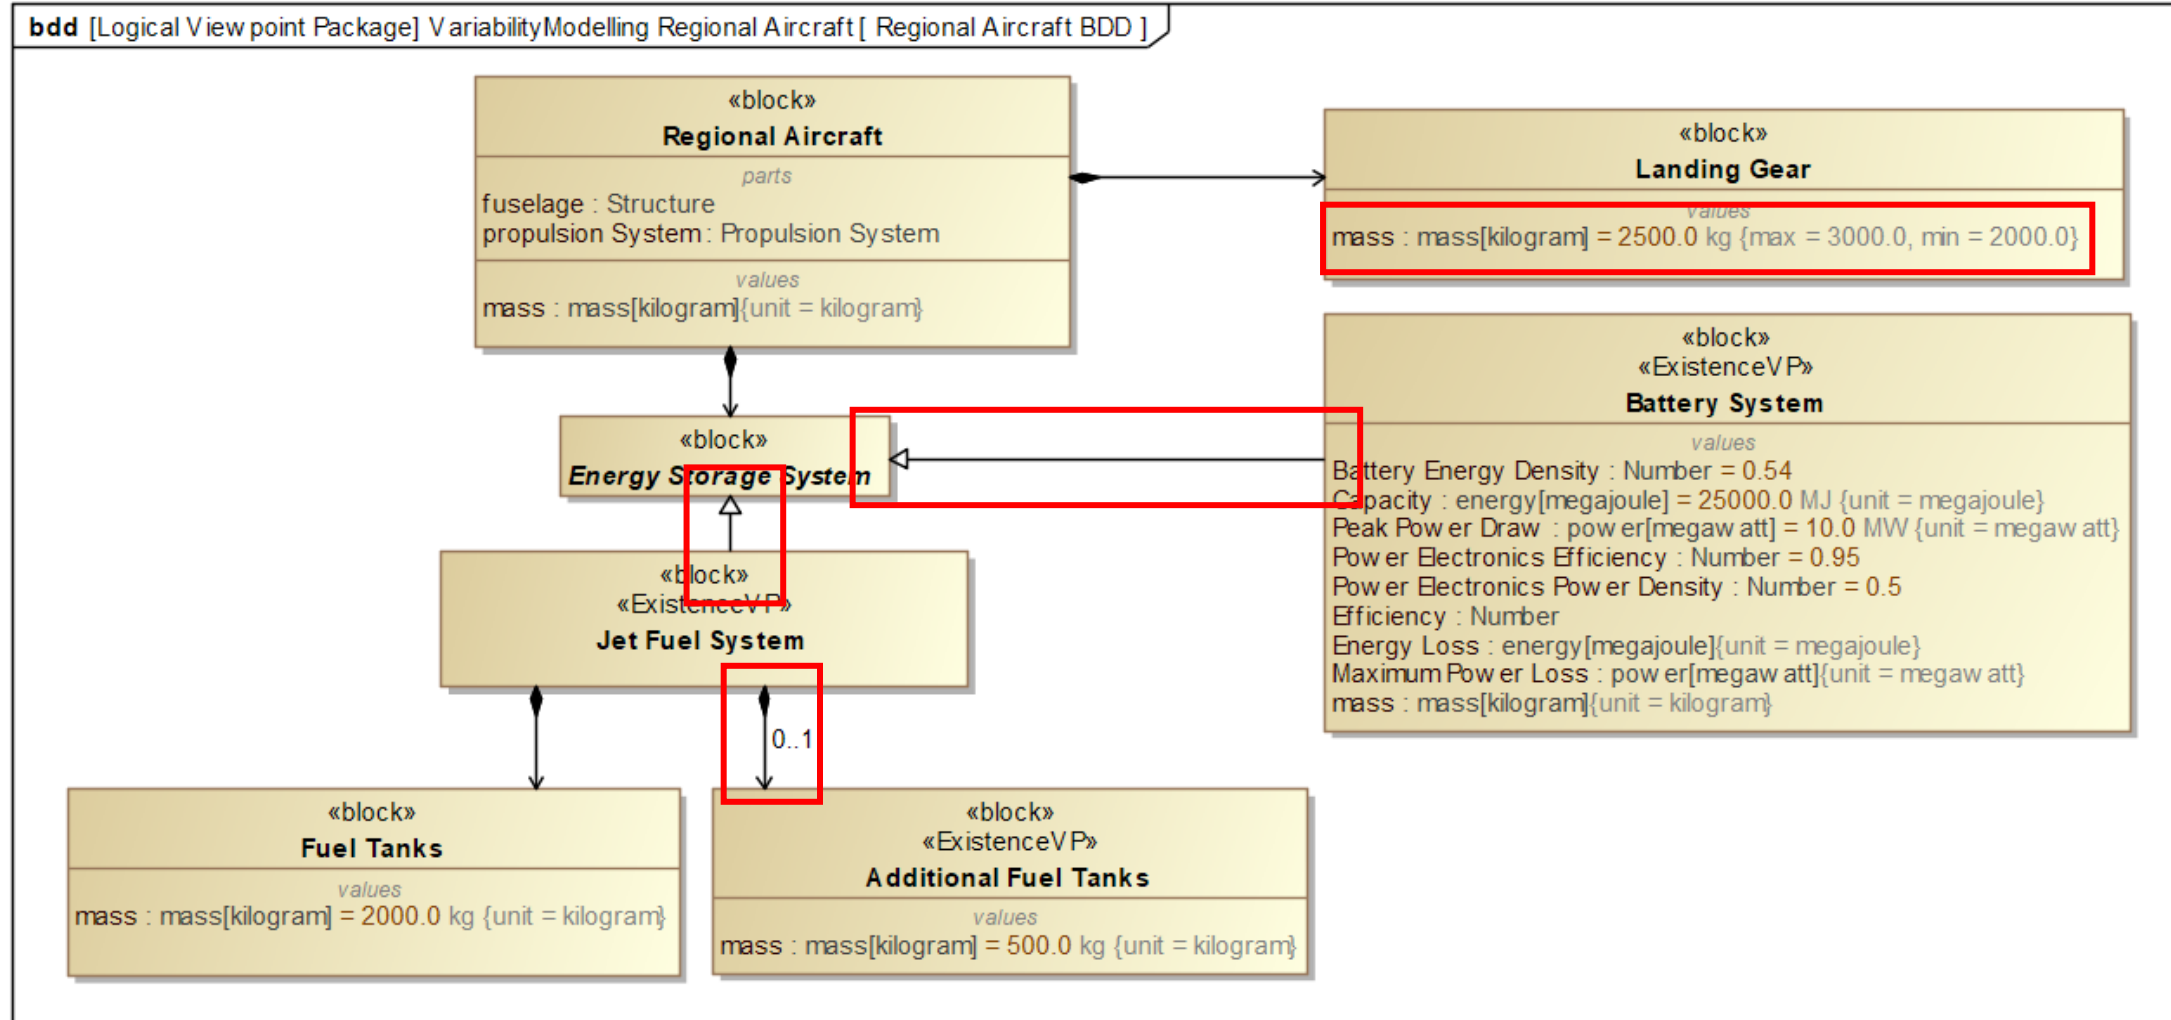 bdd [Logical Viewpoint Package] VariabilityModelling Regional Aircraft [ Regional Aircraft BDD ]
«block»
Regional Aircraft
parts
fuselage : Structure
propulsion System : Propulsion System
values
mass : mass[kilogram]{unit = kilogram}
«block»
Landing Gear
values
mass : mass[kilogram] = 2500.0 kg {max = 3000.0, min = 2000.0}
«block»
Energy Storage System
«block»
«ExistenceVP»
Battery System
values
Battery Energy Density : Number = 0.54
Capacity : energy[megajoule] = 25000.0 MJ {unit = megajoule}
Peak Power Draw : power[megawatt] = 10.0 MW {unit = megawatt}
Power Electronics Efficiency : Number = 0.95
Power Electronics Power Density : Number = 0.5
Efficiency : Number
Energy Loss : energy[megajoule]{unit = megajoule}
Maximum Power Loss : power[megawatt]{unit = megawatt}
mass : mass[kilogram]{unit = kilogram}
«block»
«ExistenceVP»
Jet Fuel System
0..1
«block»
Fuel Tanks
values
mass : mass[kilogram] = 2000.0 kg {unit = kilogram}
«block»
«ExistenceVP»
Additional Fuel Tanks
values
mass : mass[kilogram] = 500.0 kg {unit = kilogram}